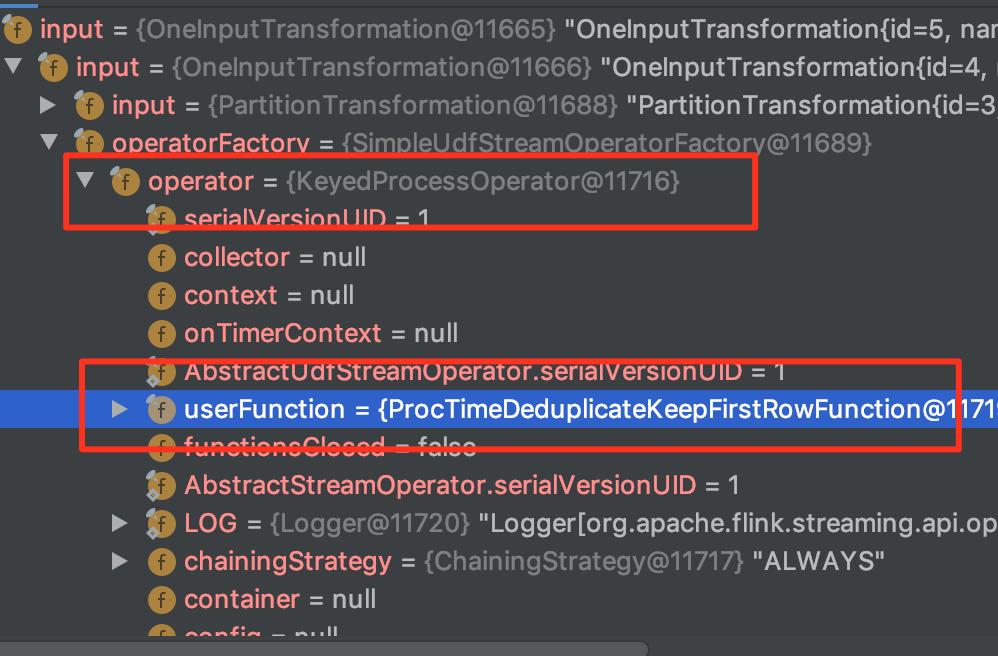 input = {OneInputTransformation@11665} "OneInputTransformation{id=5, nam
input = {OneInputTransformation@11666} "OneInputTransformation{id=4,
input = {PartitionTransformation@11688} "PartitionTransformation{id=3,
operatorFactory = {SimpleUdfStreamOperatorFactory@11689}
operator = {KeyedProcessOperator@11716}
serialVersionUID = 1
collector = null
context = null
onTimerContext = null
AbstractUdfStreamOperator.serialVersionUID = 1
userFunction = {ProcTimeDeduplicateKeepFirstRowFunction@11719
functionsClosed = false
AbstractStreamOperator.serialVersionUID = 1
LOG = {Logger@11720} "Logger[org.apache.flink.streaming.api.op
chainingStrategy = {ChainingStrategy@11717} "ALWAYS"
container = null
config = null